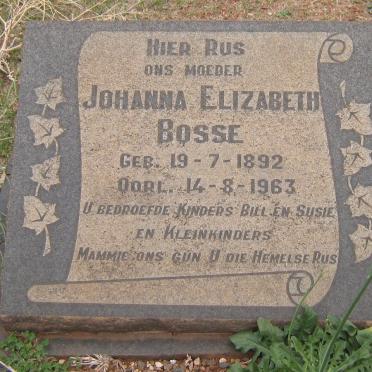 HIER RUS
ONS MOEDER
JOHANNA ELIZABETH
BOSSE
GEB. 19-7-1892
OORL. 14-8-1963
U BEDROEFDE KINDERS BILL EN SUSIE
EN KLEINKINDERS
MAMMIE ONS GUN U DIE HEMELSE RUS